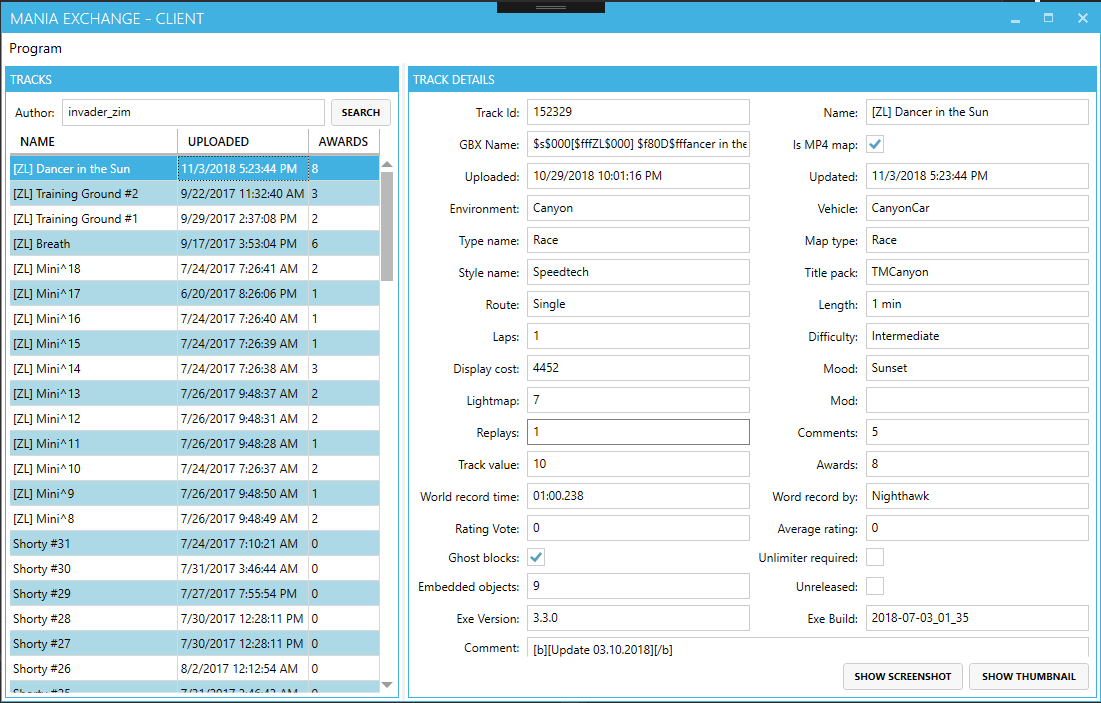 MANIA EXCHANGE - CLIENT
Program
TRACKS
Author: invader_zim SEARCH
NAME UPLOADED AWARDS
[ZL] Dancer in the Sun 11/3/2018 5:23:44 PM 8
[ZL] Training Ground #2 9/22/2017 11:32:40 AM 3
[ZL] Training Ground #1 9/29/2017 2:37:08 PM 2
[ZL] Breath 9/17/2017 3:53:04 PM 6
[ZL] Mini^18 7/24/2017 7:26:41 AM 2
[ZL] Mini^17 6/20/2017 8:26:06 PM 1
[ZL] Mini^16 7/24/2017 7:26:40 AM 1
[ZL] Mini^15 7/24/2017 7:26:39 AM 1
[ZL] Mini^14 7/24/2017 7:26:38 AM 3
[ZL] Mini^13 7/26/2017 9:48:37 AM 2
[ZL] Mini^12 7/26/2017 9:48:31 AM 2
[ZL] Mini^11 7/26/2017 9:48:28 AM 1
[ZL] Mini^10 7/24/2017 7:26:37 AM 2
[ZL] Mini^9 7/26/2017 9:48:50 AM 1
[ZL] Mini^8 7/26/2017 9:48:49 AM 2
Shorty #31 7/24/2017 7:10:21 AM 0
Shorty #30 7/31/2017 3:46:44 AM 0
Shorty #29 7/27/2017 7:55:54 PM 0
Shorty #28 7/30/2017 12:28:11 PM 0
Shorty #27 7/30/2017 12:28:11 PM 0
Shorty #26 8/2/2017 12:12:54 AM 0
Shorty #25 7/31/2017 3:46:43 AM 0
TRACK DETAILS
Track Id: 152329 Name: [ZL] Dancer in the Sun
GBX Name: $s$000[$fffZL$000] $f80D$fffancer in the Is MP4 map:
Uploaded: 10/29/2018 10:01:16 PM Updated: 11/3/2018 5:23:44 PM
Environment: Canyon Vehicle: CanyonCar
Type name: Race Map type: Race
Style name: Speedtech Title pack: TMCanyon
Route: Single Length: 1 min
Laps: 1 Difficulty: Intermediate
Display cost: 4452 Mood: Sunset
Lightmap: 7 Mod:
Replays: 1 Comments: 5
Track value: 10 Awards: 8
World record time: 01:00.238 Word record by: Nighthawk
Rating Vote: 0 Average rating: 0
Ghost blocks: Unlimiter required:
Embedded objects: 9 Unreleased:
Exe Version: 3.3.0 Exe Build: 2018-07-03_01_35
Comment: [b][Update 03.10.2018][/b]
SHOW SCREENSHOT SHOW THUMBNAIL